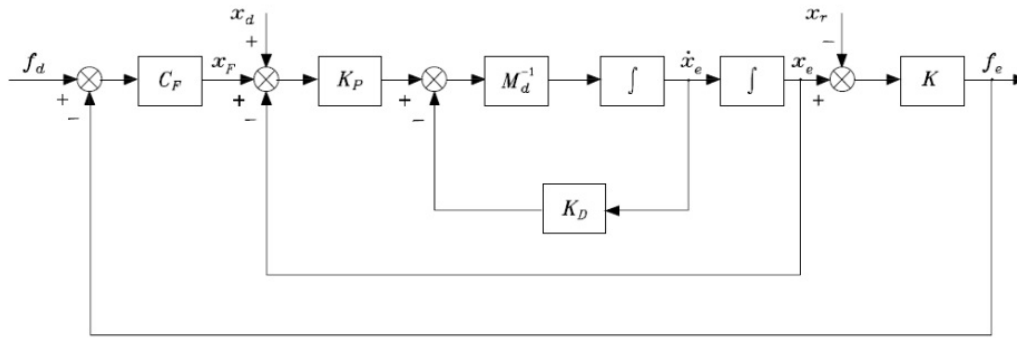 x_d
x_r
+
−
f_d
C_F
x_F
K_P
M_d^{-1}
∫
ẋ_e
∫
x_e
K
f_e
+
−
+
−
+
−
+
K_D